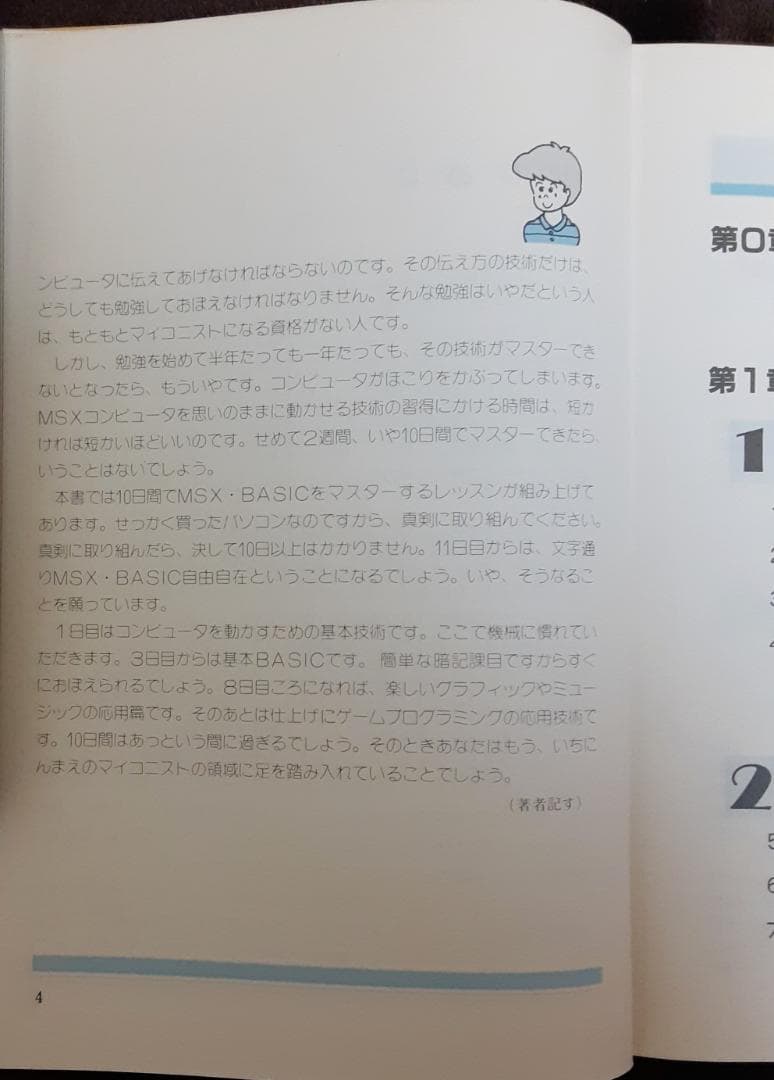 ンピュータに伝えてあげなければならないのです。その伝え方の技術だけは、
どうしても勉強しておぼえなければなりません。そんな勉強はいやだという人
は、もともとマイコニストになる資格がない人です。
しかし、勉強を始めて半年たっても一年たっても、その技術がマスターでき
ないとなったら、もういやです。コンピュータがほこりをかぶってしまいます。
MSXコンピュータを思いのままに動かせる技術の習得にかける時間は、短か
ければ短かいほどいいのです。せめて2週間、いや10日間でマスターできたら、
いうことはないでしょう。
本書では10日間でMSX・BASICをマスターするレッスンが組み上げて
あります。せっかく買ったパソコンなのですから、真剣に取り組んでください。
真剣に取り組んだら、決して10日以上はかかりません。11日目からは、文字通
りMSX・BASIC自由自在ということになるでしょう。いや、そうなるこ
とを願っています。
1日目はコンピュータを動かすための基本技術です。ここで機械に慣れてい
ただきます。3日目からは基本BASICです。簡単な暗記課目ですからすぐ
におぼえられるでしょう。8日目ころになれば、楽しいグラフィックやミュー
ジックの応用篇です。そのあとは仕上げにゲームプログラミングの応用技術で
す。10日間はあっという間に過ぎるでしょう。そのときあなたはもう、いちに
んまえのマイコニストの領域に足を踏み入れていることでしょう。
(著者記す)
4
第0章
第1章
1
2